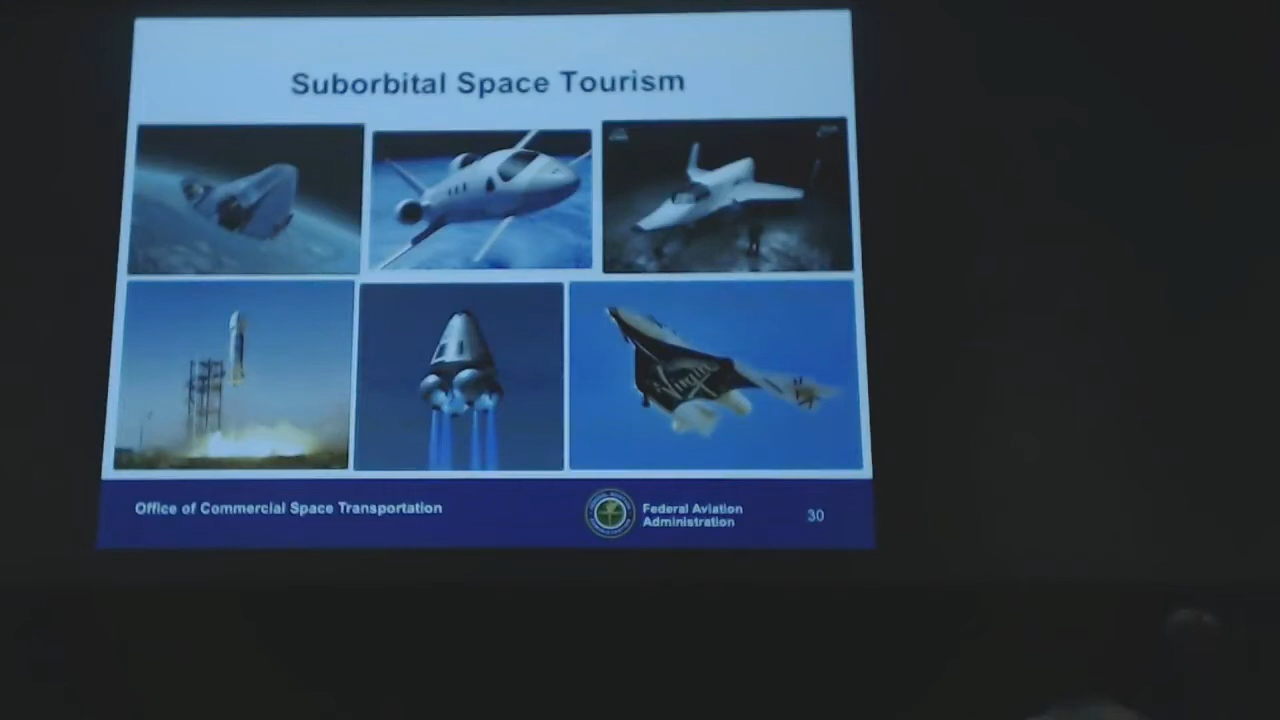 Suborbital Space Tourism
Virgin
Office of Commercial Space Transportation
Federal Aviation
Administration
30